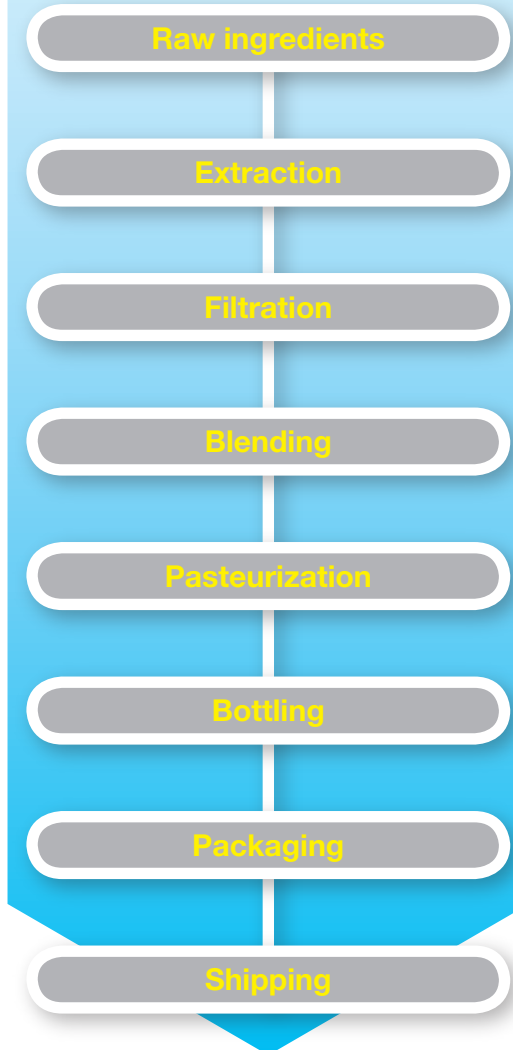 Raw ingredients
Extraction
Filtration
Blending
Pasteurization
Bottling
Packaging
Shipping